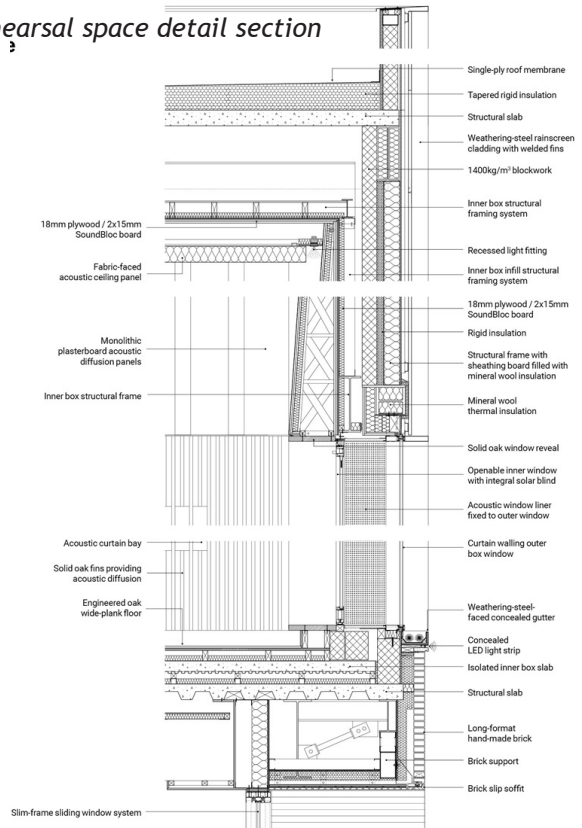 earsal space detail section
e
Single-ply roof membrane
Tapered rigid insulation
Structural slab
Weathering-steel rainscreen
cladding with welded fins
1400kg/m³ blockwork
Inner box structural
framing system
Recessed light fitting
Inner box infill structural
framing system
18mm plywood / 2x15mm
SoundBloc board
Rigid insulation
Structural frame with
sheathing board filled with
mineral wool insulation
Mineral wool
thermal insulation
Solid oak window reveal
Openable inner window
with integral solar blind
Acoustic window liner
fixed to outer window
Curtain walling outer
box window
Weathering-steel-
faced concealed gutter
Concealed
LED light strip
Isolated inner box slab
Structural slab
Long-format
hand-made brick
Brick support
Brick slip soffit
18mm plywood / 2x15mm
SoundBloc board
Fabric-faced
acoustic ceiling panel
Monolithic
plasterboard acoustic
diffusion panels
Inner box structural frame
Acoustic curtain bay
Solid oak fins providing
acoustic diffusion
Engineered oak
wide-plank floor
Slim-frame sliding window system